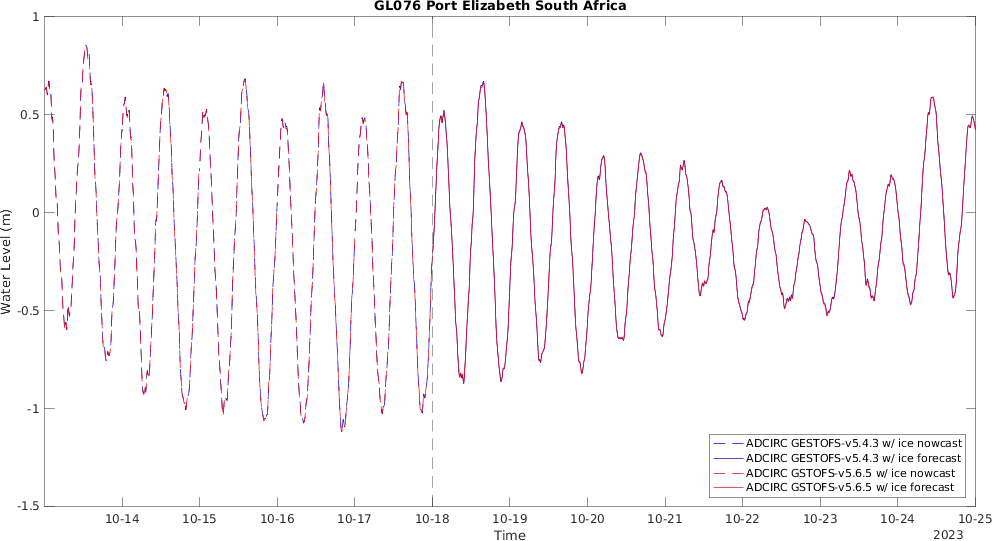 GL076 Port Elizabeth South Africa
1
0.5
0
-0.5
-1
-1.5
Water Level (m)
10-14 10-15 10-16 10-17 10-18 10-19 10-20 10-21 10-22 10-23 10-24 10-25
Time
2023
ADCIRC GESTOFS-v5.4.3 w/ ice nowcast
ADCIRC GESTOFS-v5.4.3 w/ ice forecast
ADCIRC GSTOFS-v5.6.5 w/ ice nowcast
ADCIRC GSTOFS-v5.6.5 w/ ice forecast